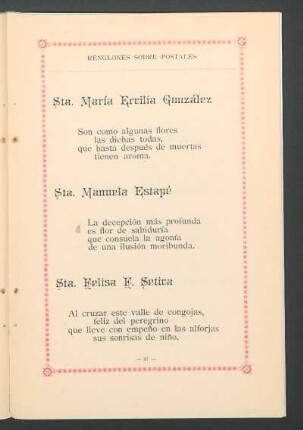 RENGLONES SOBRE POSTALES
Sta. María Ercilia González
Son como algunas flores
las dichas todas,
que hasta después de muertas
tienen aroma.
Sta. Manuela Estapé
La decepción más profunda
es flor de sabiduría
que consuela la agonía
de una ilusión moribunda.
Sta. Felisa F.
Al cruzar este valle de congojas,
feliz del peregrino
que lleve con empeño en las alforjas
sus sonrisas de niño.